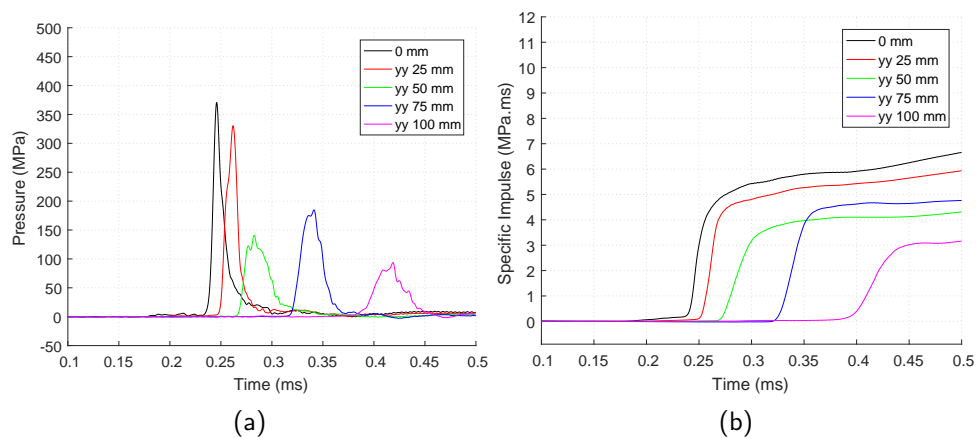 500
450
400
350
300
250
200
150
100
50
0
-50
Pressure (MPa)
0 mm
yy 25 mm
yy 50 mm
yy 75 mm
yy 100 mm
0.1 0.15 0.2 0.25 0.3 0.35 0.4 0.45 0.5
Time (ms)
(a)
12
11
10
9
8
7
6
5
4
3
2
1
0
Specific Impulse (MPa.ms)
0 mm
yy 25 mm
yy 50 mm
yy 75 mm
yy 100 mm
0.1 0.15 0.2 0.25 0.3 0.35 0.4 0.45 0.5
Time (ms)
(b)